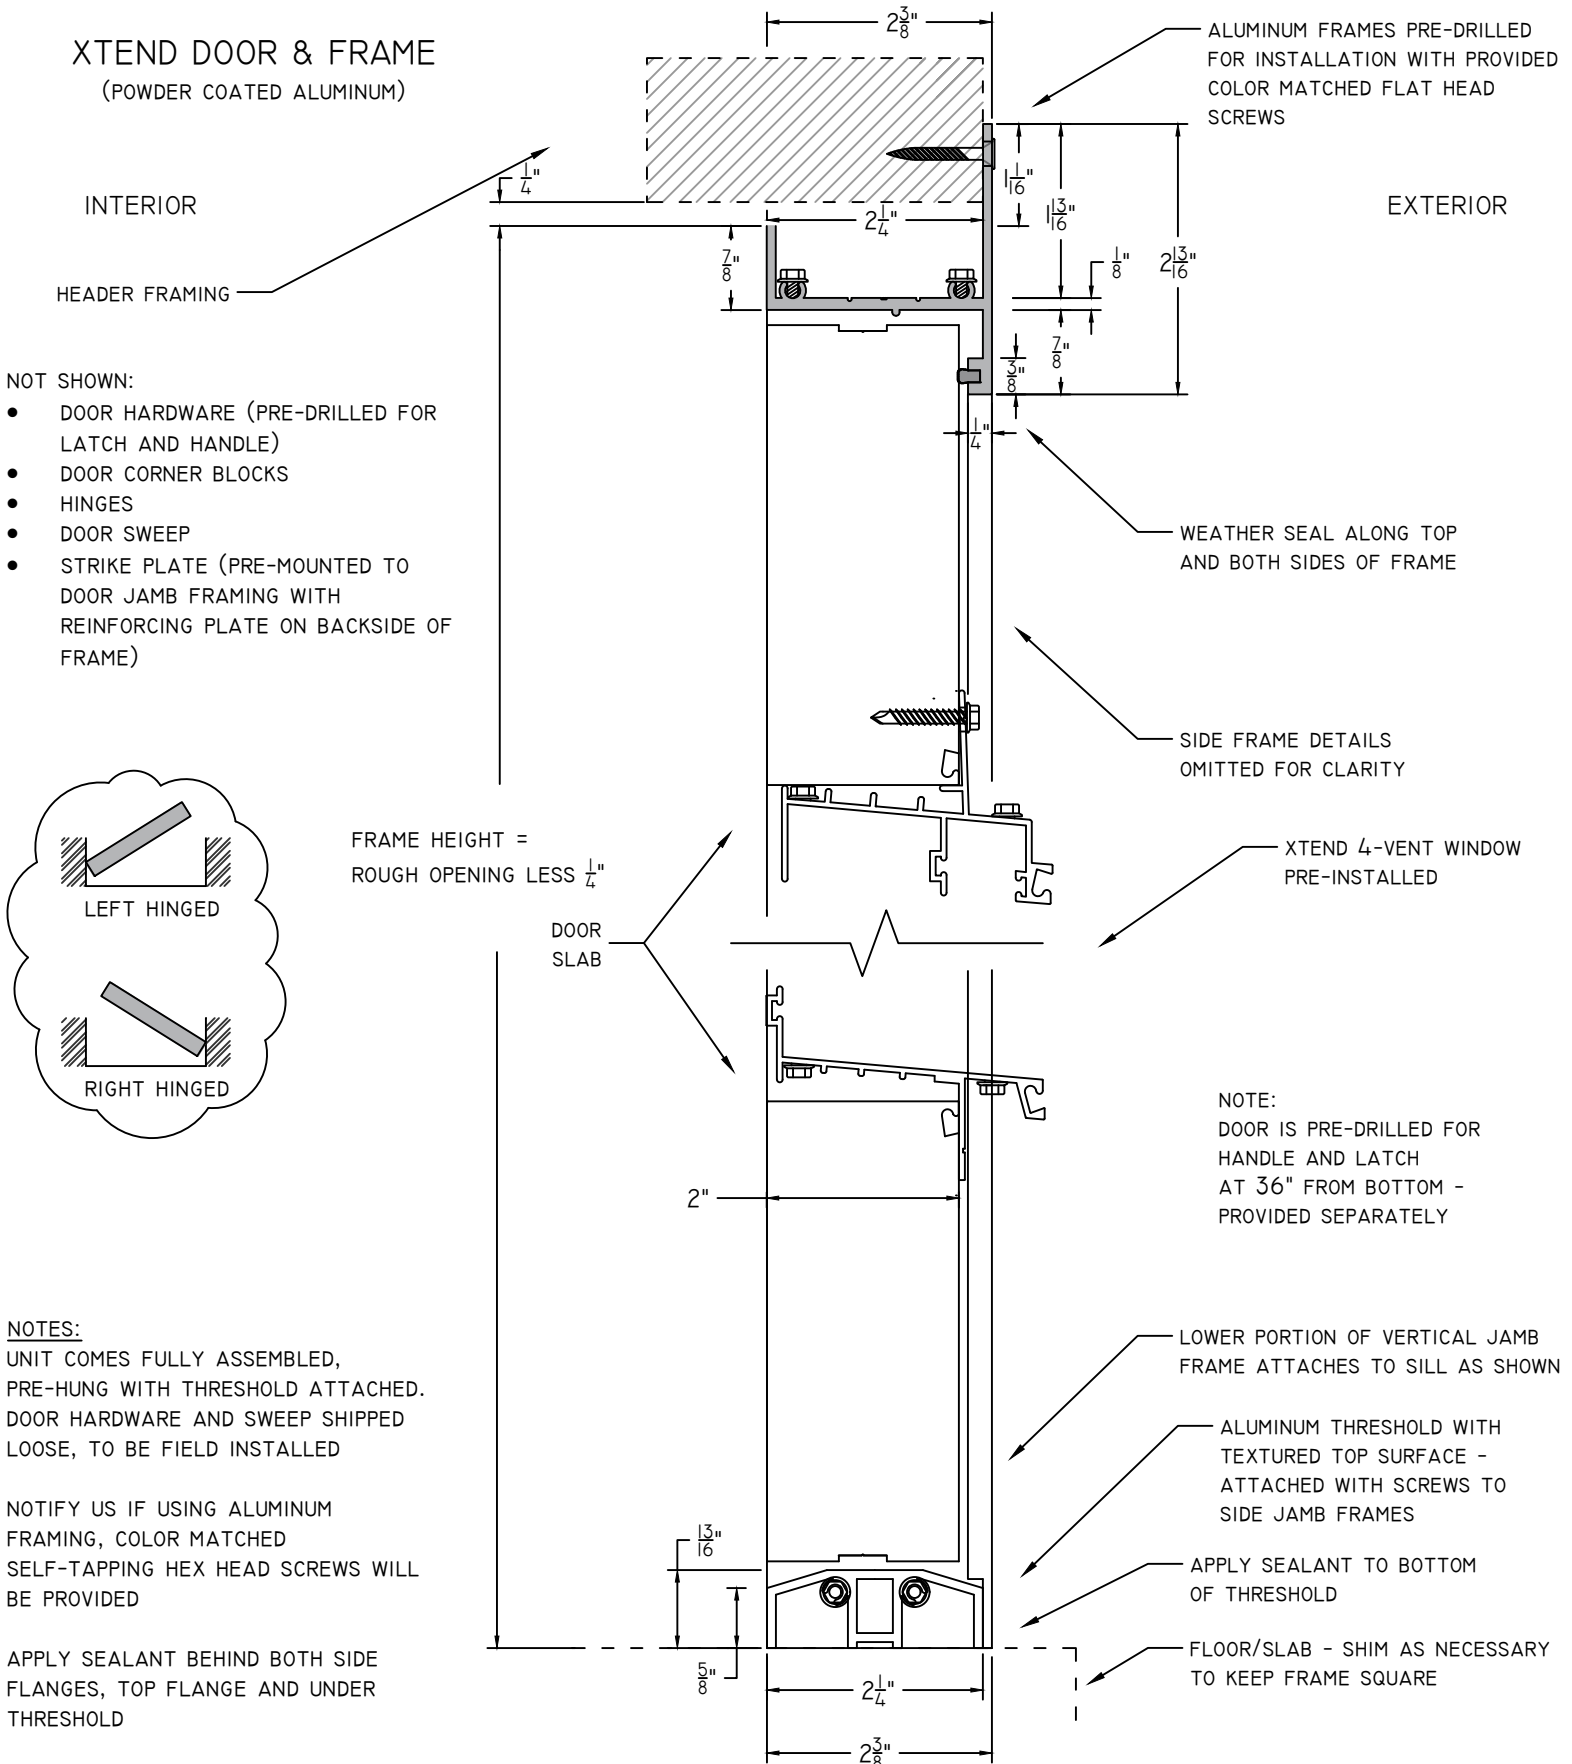 XTEND DOOR & FRAME
(POWDER COATED ALUMINUM)
INTERIOR
HEADER FRAMING
NOT SHOWN:
• DOOR HARDWARE (PRE-DRILLED FOR
LATCH AND HANDLE)
• DOOR CORNER BLOCKS
• HINGES
• DOOR SWEEP
• STRIKE PLATE (PRE-MOUNTED TO
DOOR JAMB FRAMING WITH
REINFORCING PLATE ON BACKSIDE OF
FRAME)
LEFT HINGED
RIGHT HINGED
FRAME HEIGHT =
ROUGH OPENING LESS 1/4"
DOOR
SLAB
NOTES:
UNIT COMES FULLY ASSEMBLED,
PRE-HUNG WITH THRESHOLD ATTACHED.
DOOR HARDWARE AND SWEEP SHIPPED
LOOSE, TO BE FIELD INSTALLED
NOTIFY US IF USING ALUMINUM
FRAMING, COLOR MATCHED
SELF-TAPPING HEX HEAD SCREWS WILL
BE PROVIDED
APPLY SEALANT BEHIND BOTH SIDE
FLANGES, TOP FLANGE AND UNDER
THRESHOLD
2 3/8"
1/4"
2 1/4"
7/8"
1 1/16"
1 13/16"
1/8"
2 13/16"
7/8"
3/8"
1/4"
2"
13/16"
5/8"
2 1/4"
2 3/8"
ALUMINUM FRAMES PRE-DRILLED
FOR INSTALLATION WITH PROVIDED
COLOR MATCHED FLAT HEAD
SCREWS
EXTERIOR
WEATHER SEAL ALONG TOP
AND BOTH SIDES OF FRAME
SIDE FRAME DETAILS
OMITTED FOR CLARITY
XTEND 4-VENT WINDOW
PRE-INSTALLED
NOTE:
DOOR IS PRE-DRILLED FOR
HANDLE AND LATCH
AT 36" FROM BOTTOM -
PROVIDED SEPARATELY
LOWER PORTION OF VERTICAL JAMB
FRAME ATTACHES TO SILL AS SHOWN
ALUMINUM THRESHOLD WITH
TEXTURED TOP SURFACE -
ATTACHED WITH SCREWS TO
SIDE JAMB FRAMES
APPLY SEALANT TO BOTTOM
OF THRESHOLD
FLOOR/SLAB - SHIM AS NECESSARY
TO KEEP FRAME SQUARE